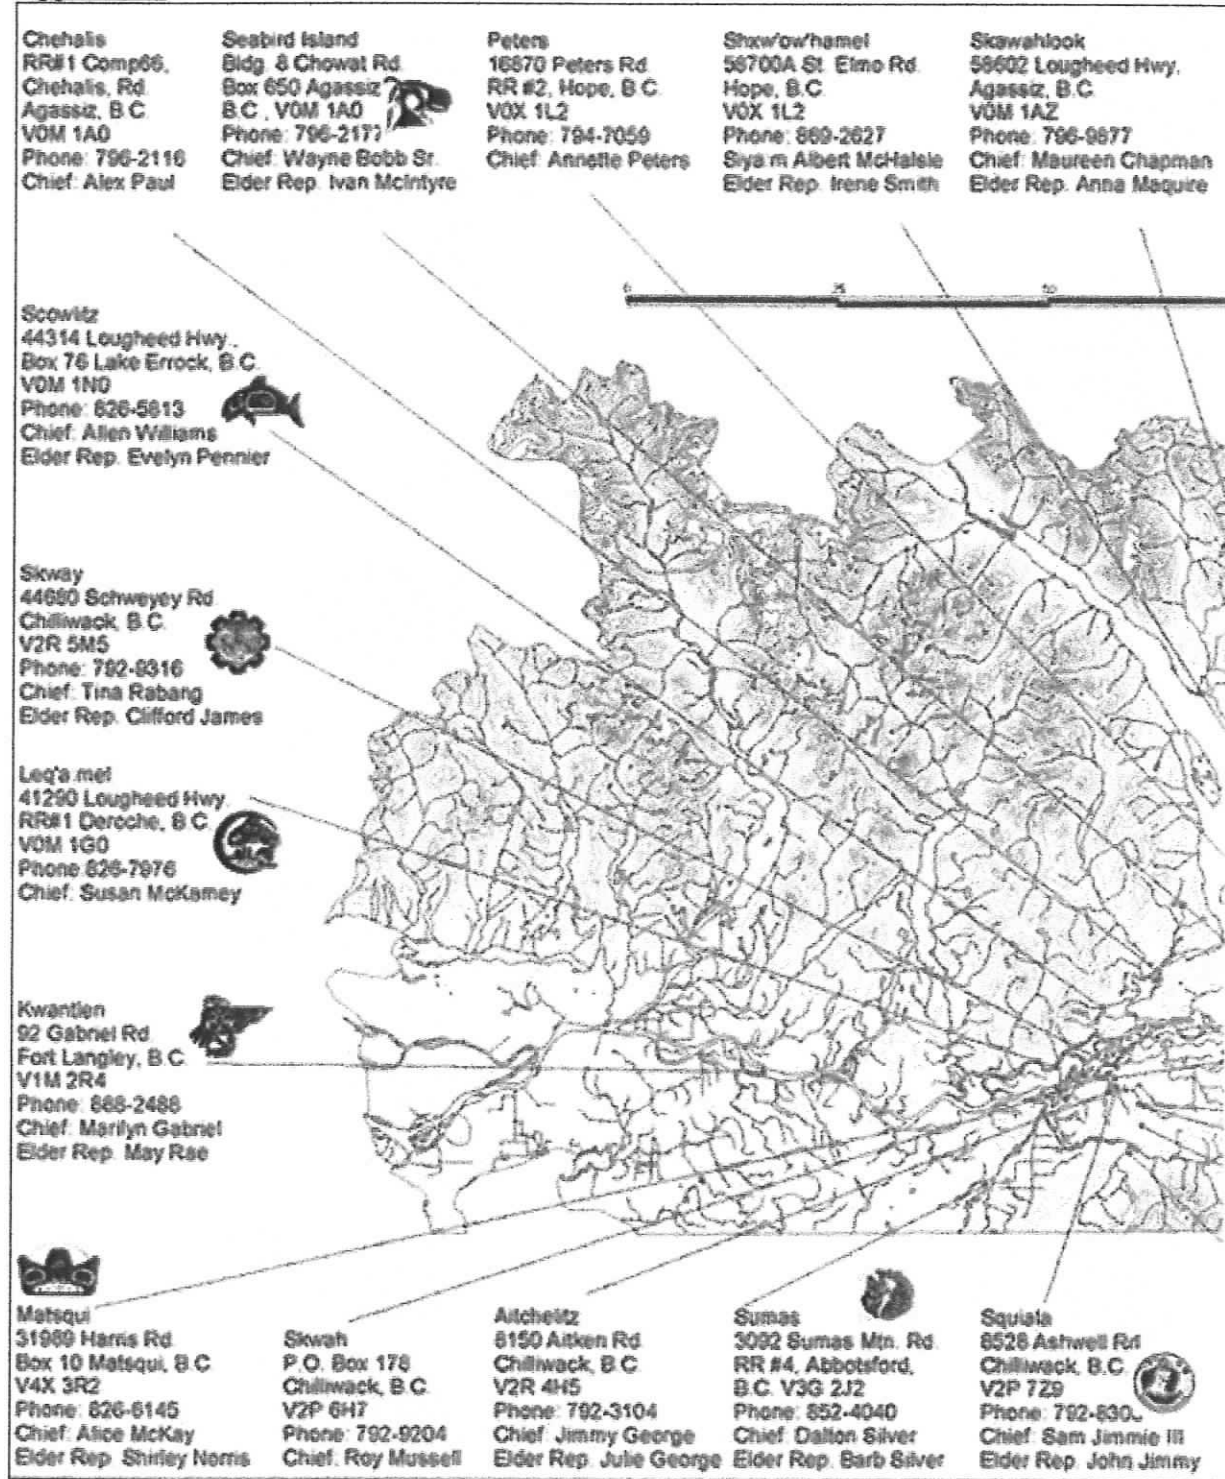 Chehalis
RR#1 Comp66,
Chehalis, Rd.
Agassiz, B.C.
V0M 1A0
Phone: 796-2116
Chief: Alex Paul
Seabird Island
Bldg. 8 Chowat Rd.
Box 650 Agassiz
B.C., V0M 1A0
Phone: 796-2177
Chief: Wayne Bobb Sr.
Elder Rep. Ivan McIntyre
Peters
16870 Peters Rd.
RR #2, Hope, B.C.
V0X 1L2
Phone: 794-7059
Chief: Annette Peters
Shxw'ow'hamel
58700A St. Elmo Rd.
Hope, B.C.
V0X 1L2
Phone: 869-2627
Siya:m Albert McHalsie
Elder Rep. Irene Smith
Skawahlook
58602 Lougheed Hwy.
Agassiz, B.C.
V0M 1AZ
Phone: 796-9877
Chief: Maureen Chapman
Elder Rep. Anna Maquire
0 25 50
Scowlitz
44314 Lougheed Hwy.,
Box 76 Lake Errock, B.C.
V0M 1N0
Phone: 826-5813
Chief: Allen Williams
Elder Rep. Evelyn Pennier
Skway
44680 Schweyey Rd.
Chilliwack, B.C.
V2R 5M5
Phone: 792-9316
Chief: Tina Rabang
Elder Rep. Clifford James
Leq'a:mel
41290 Lougheed Hwy.
RR#1 Deroche, B.C.
V0M 1G0
Phone:826-7976
Chief: Susan McKamey
Kwantlen
92 Gabriel Rd.
Fort Langley, B.C.
V1M 2R4
Phone: 888-2488
Chief: Marilyn Gabriel
Elder Rep. May Rae
Matsqui
31989 Harris Rd.
Box 10 Matsqui, B.C.
V4X 3R2
Phone: 826-6145
Chief: Alice McKay
Elder Rep. Shirley Norris
Skwah
P.O. Box 178
Chilliwack, B.C.
V2P 6H7
Phone: 792-9204
Chief: Roy Mussell
Aitchelitz
8150 Aitken Rd.
Chilliwack, B.C.
V2R 4H5
Phone: 792-3104
Chief: Jimmy George
Elder Rep. Julie George
Sumas
3092 Sumas Mtn. Rd.
RR #4, Abbotsford,
B.C. V3G 2J2
Phone: 852-4040
Chief: Dalton Silver
Elder Rep. Barb Silver
Squiala
8528 Ashwell Rd.
Chilliwack, B.C.
V2P 7Z9
Phone:
Chief: Sam Jimmie III
Elder Rep. John Jimmy